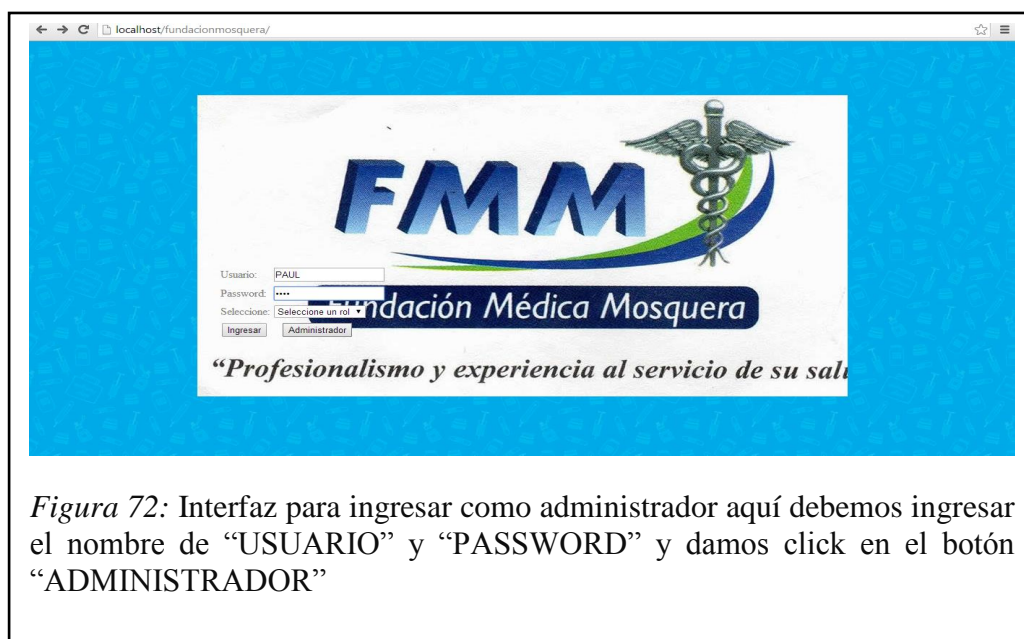 localhost/fundacionmosquera/
FMM
Usuario: PAUL
Password: ••••
Fundación Médica Mosquera
Seleccione: Seleccione un rol
Ingresar Administrador
“Profesionalismo y experiencia al servicio de su salu
Figura 72: Interfaz para ingresar como administrador aquí debemos ingresar
el nombre de “USUARIO” y “PASSWORD” y damos click en el botón
“ADMINISTRADOR”